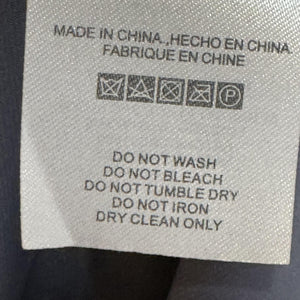 MADE IN CHINA.,HECHO EN CHINA.
FABRIQUE EN CHINE
P
DO NOT WASH
DO NOT BLEACH
DO NOT TUMBLE DRY
DO NOT IRON
DRY CLEAN ONLY